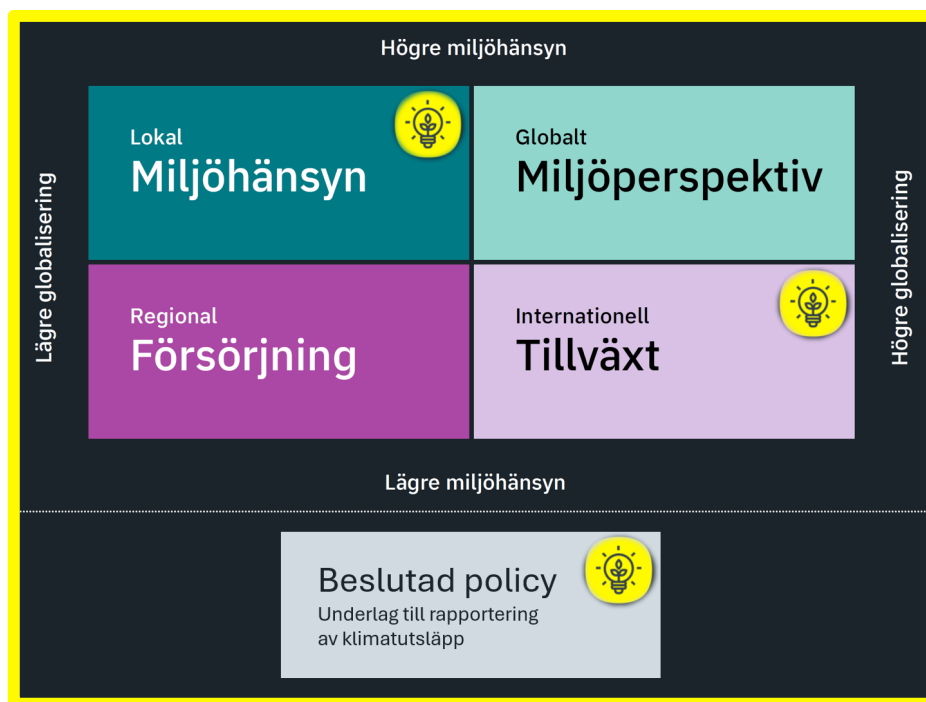 Högre miljöhänsyn
Lägre globalisering
Lokal
Miljöhänsyn
Globalt
Miljöperspektiv
Högre globalisering
Regional
Försörjning
Internationell
Tillväxt
Lägre miljöhänsyn
Beslutad policy
Underlag till rapportering
av klimatutsläpp